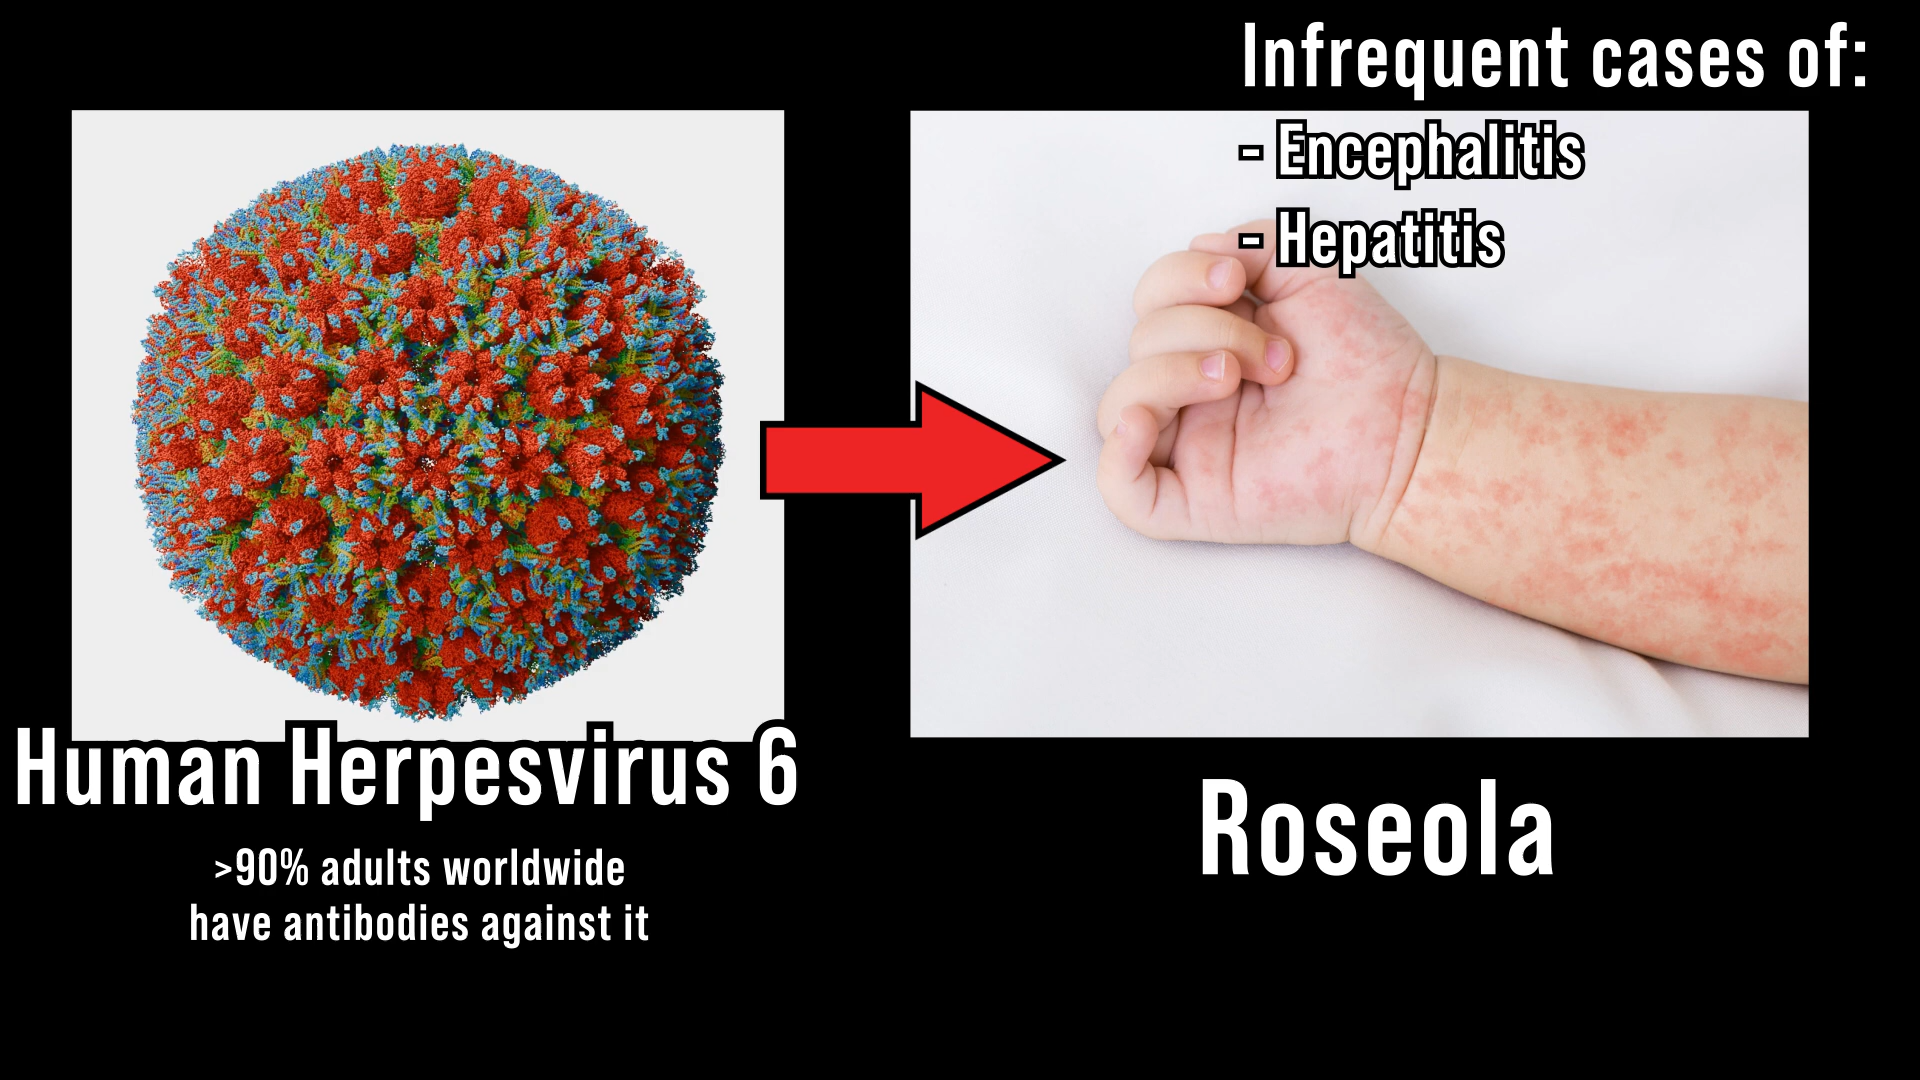 Infrequent cases of:
- Encephalitis
- Hepatitis
Human Herpesvirus 6
>90% adults worldwide
have antibodies against it
Roseola